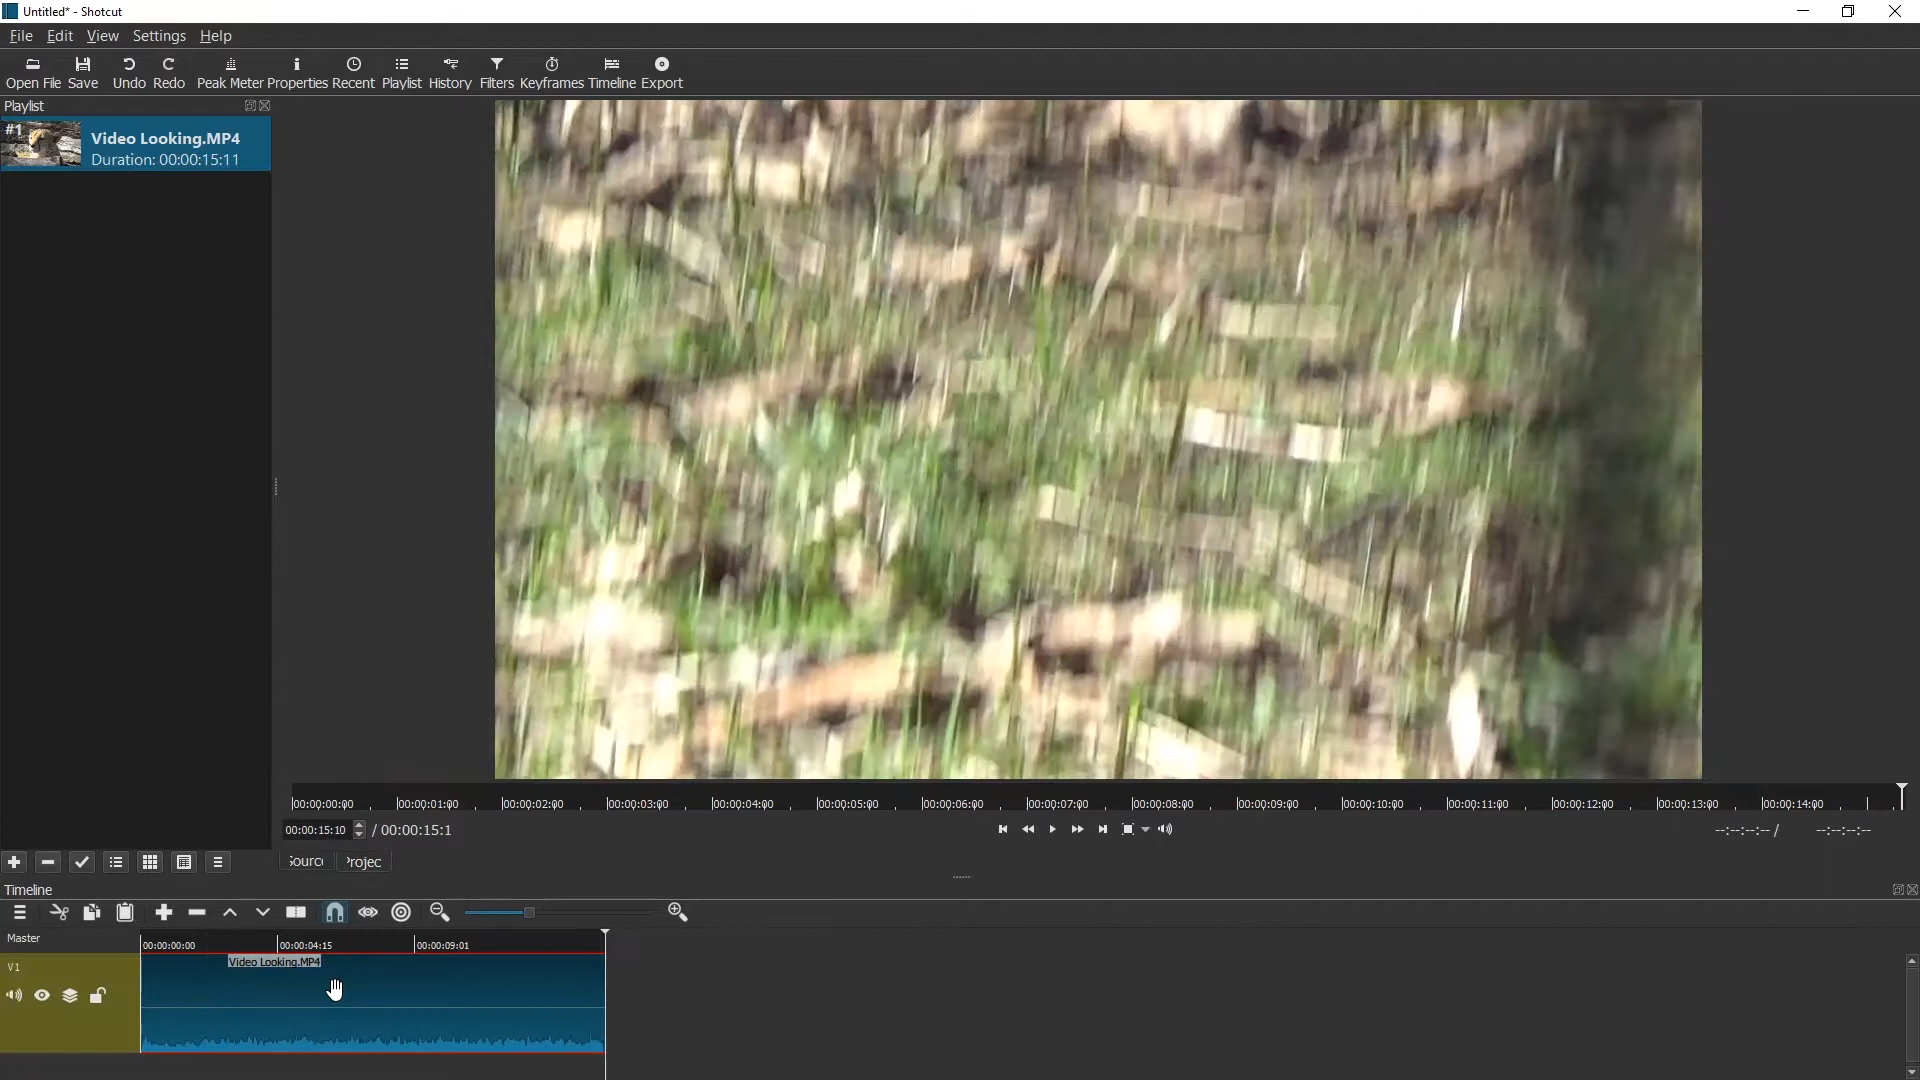 Untitled* - Shotcut
File Edit View Settings Help
Open File Save Undo Redo Peak Meter Properties Recent Playlist History Filters Keyframes Timeline Export
Playlist
#1
Video Looking.MP4
Duration: 00:00:15:11
00:00:00:00 00:00:01:00 00:00:02:00 00:00:03:00 00:00:04:00 00:00:05:00 00:00:06:00 00:00:07:00 00:00:08:00 00:00:09:00 00:00:10:00 00:00:11:00 00:00:12:00 00:00:13:00 00:00:14:00
00:00:15:10 / 00:00:15:1 --:--:--:-- / --:--:--:--
Sourc Projec
Timeline
Master
00:00:00:00 00:00:04:15 00:00:09:01
V1
Video Looking.MP4